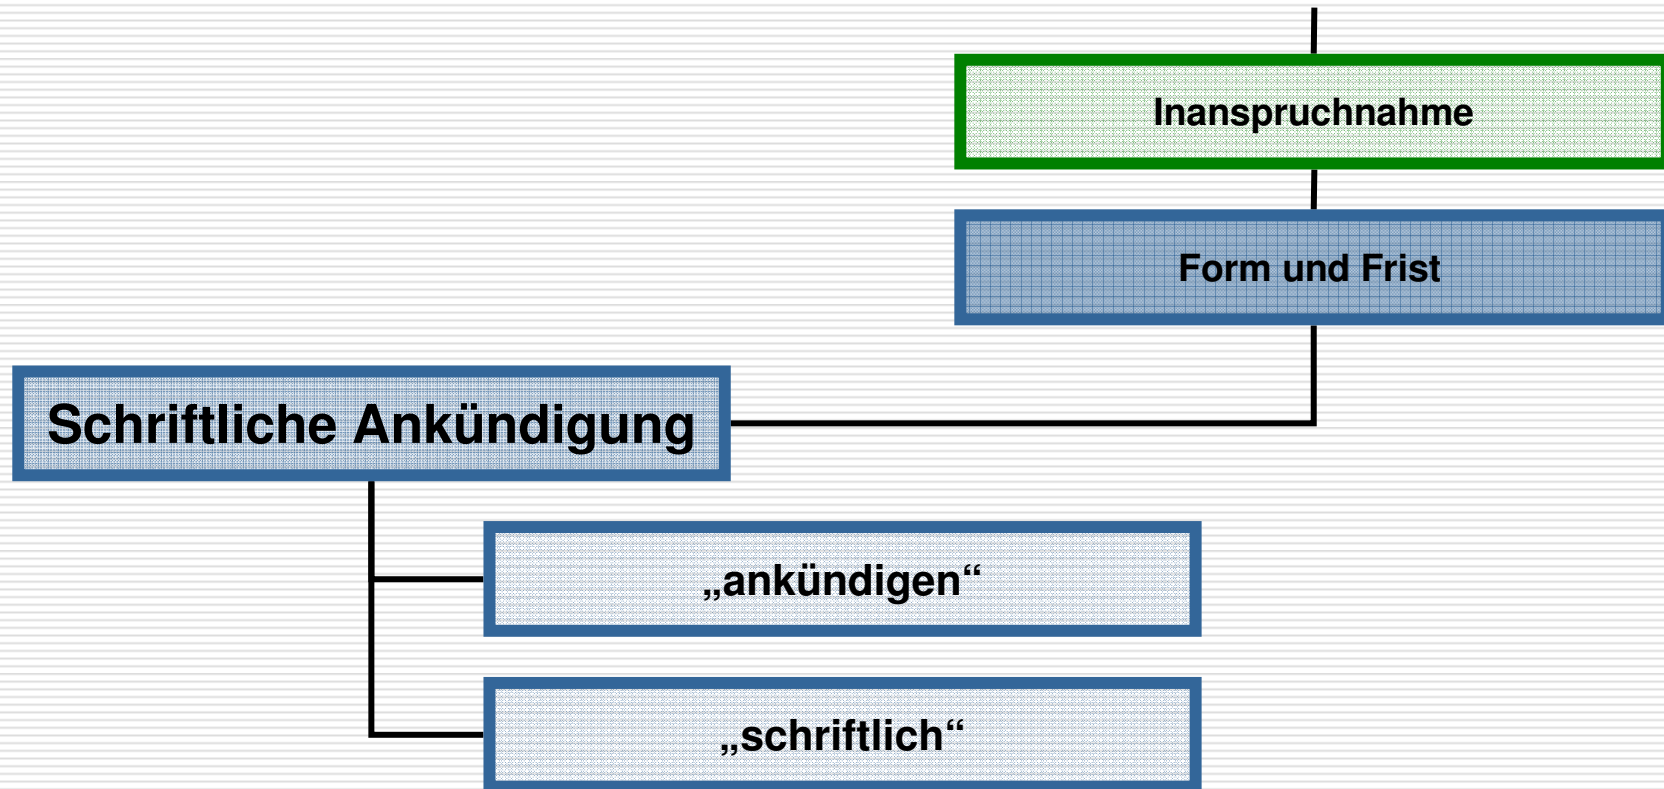 Inanspruchnahme
Form und Frist
Schriftliche Ankündigung
„ankündigen“
„schriftlich“